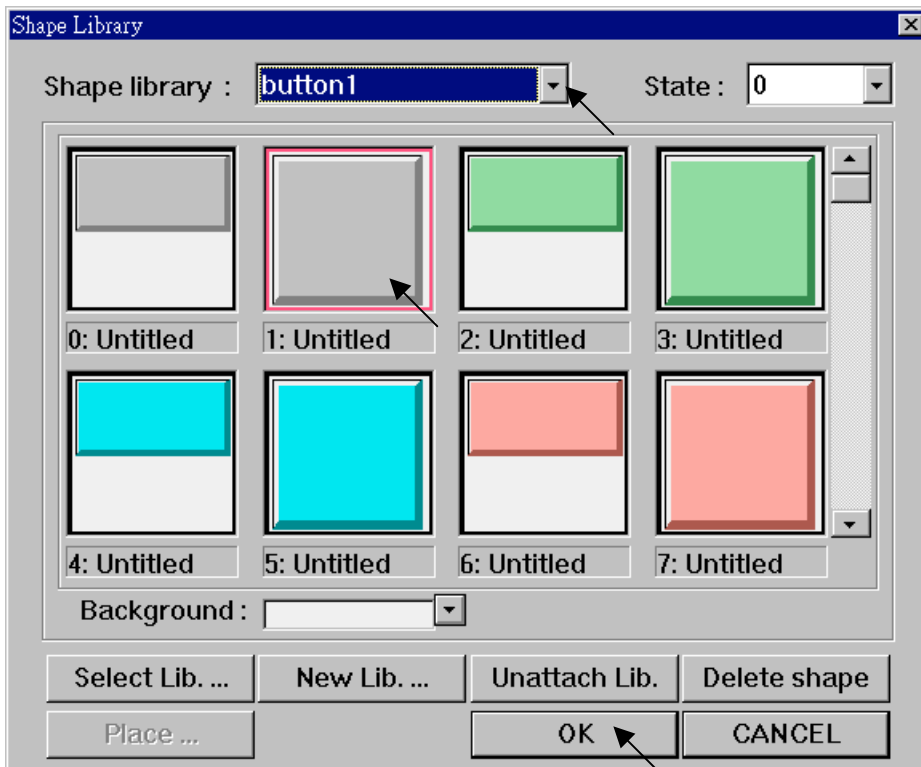 Shape Library
Shape library : button1 State : 0
0: Untitled 1: Untitled 2: Untitled 3: Untitled
4: Untitled 5: Untitled 6: Untitled 7: Untitled
Background :
Select Lib. ... New Lib. ... Unattach Lib. Delete shape
Place ... OK CANCEL